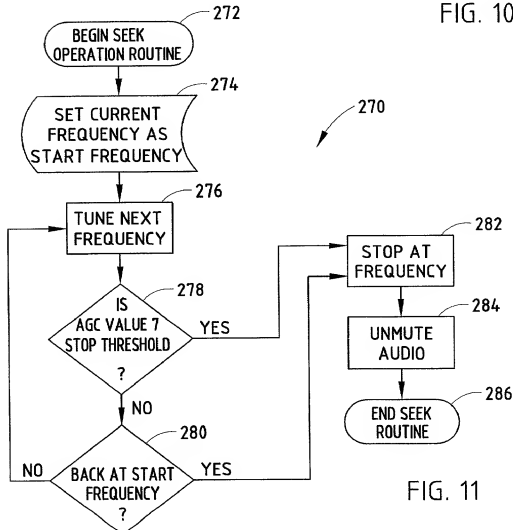 FIG. 10
272
BEGIN SEEK
OPERATION ROUTINE
274
SET CURRENT
FREQUENCY AS
START FREQUENCY
270
276
TUNE NEXT
FREQUENCY
278
IS
AGC VALUE 7
STOP THRESHOLD
?
YES
NO
280
BACK AT START
FREQUENCY
?
NO
YES
282
STOP AT
FREQUENCY
284
UNMUTE
AUDIO
286
END SEEK
ROUTINE
FIG. 11